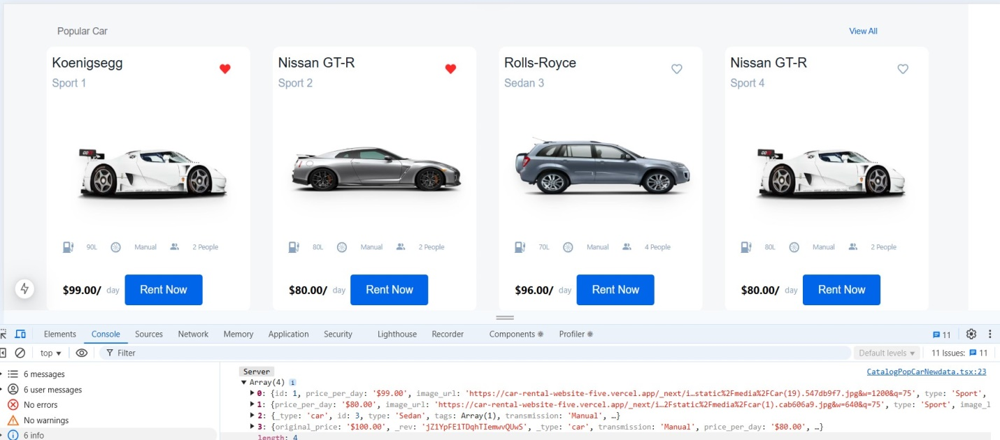 Popular Car View All
Koenigsegg Nissan GT-R Rolls-Royce Nissan GT-R
Sport 1 Sport 2 Sedan 3 Sport 4
90L Manual 2 People 80L Manual 2 People 70L Manual 4 People 80L Manual 2 People
$99.00/ day Rent Now $80.00/ day Rent Now $96.00/ day Rent Now $80.00/ day Rent Now
Elements Console Sources Network Memory Application Security Lighthouse Recorder Components Profiler 11
top Filter Default levels 11 Issues: 11
6 messages
6 user messages
No errors
No warnings
6 info
Server CatalogPopCarNewdata.tsx:23
Array(4) i
0: {id: 1, price_per_day: '$99.00', image_url: 'https://car-rental-website-five.vercel.app/_next/i…static%2Fmedia%2FCar(19).547db9f7.jpg&w=1200&q=75', type: 'Sport',
1: {price_per_day: '$80.00', image_url: 'https://car-rental-website-five.vercel.app/_next/i…2Fstatic%2Fmedia%2Fcar(1).cab606a9.jpg&w=640&q=75', type: 'Sport', image_l
2: {_type: 'car', id: 3, type: 'Sedan', tags: Array(1), transmission: 'Manual', …}
3: {original_price: '$100.00', _rev: 'jZ1YpFE1TDqhTIemwvQUwS', _type: 'car', transmission: 'Manual', price_per_day: '$80.00', …}
length: 4